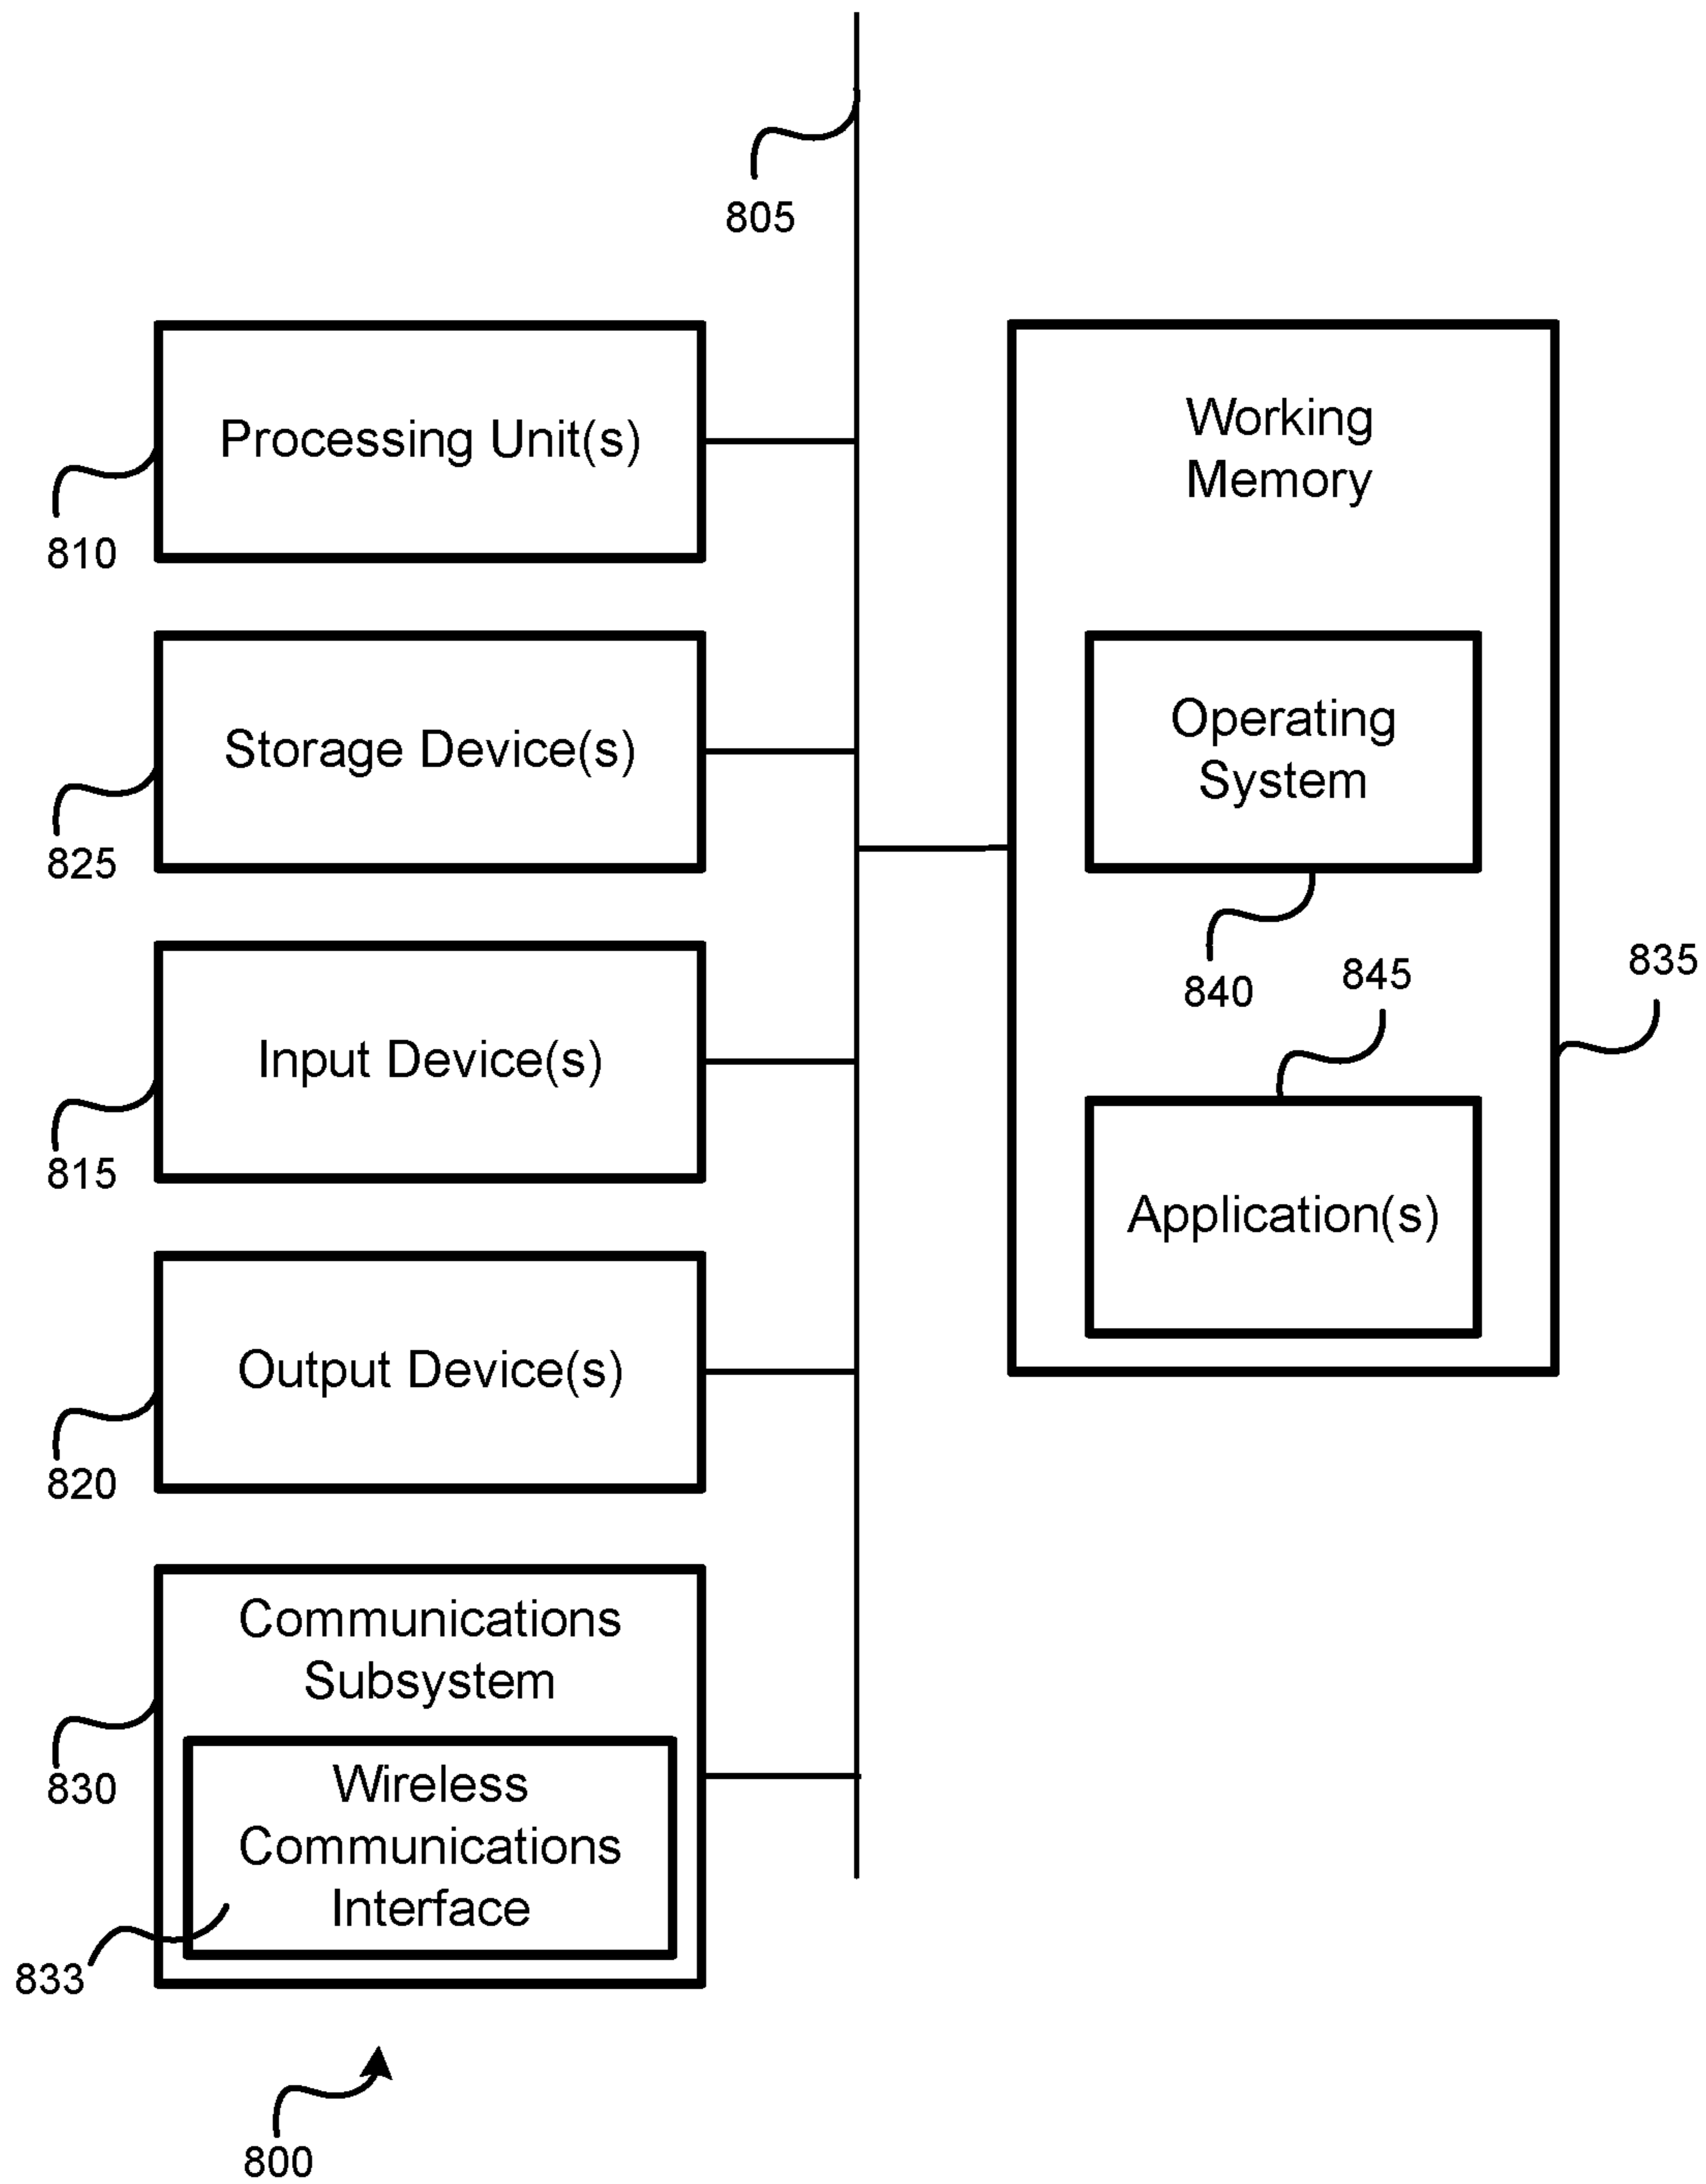 805
Processing Unit(s)
810
Storage Device(s)
825
Input Device(s)
815
Output Device(s)
820
Communications
Subsystem
830
Wireless
Communications
Interface
833
Working
Memory
Operating
System
840
845
835
Application(s)
800